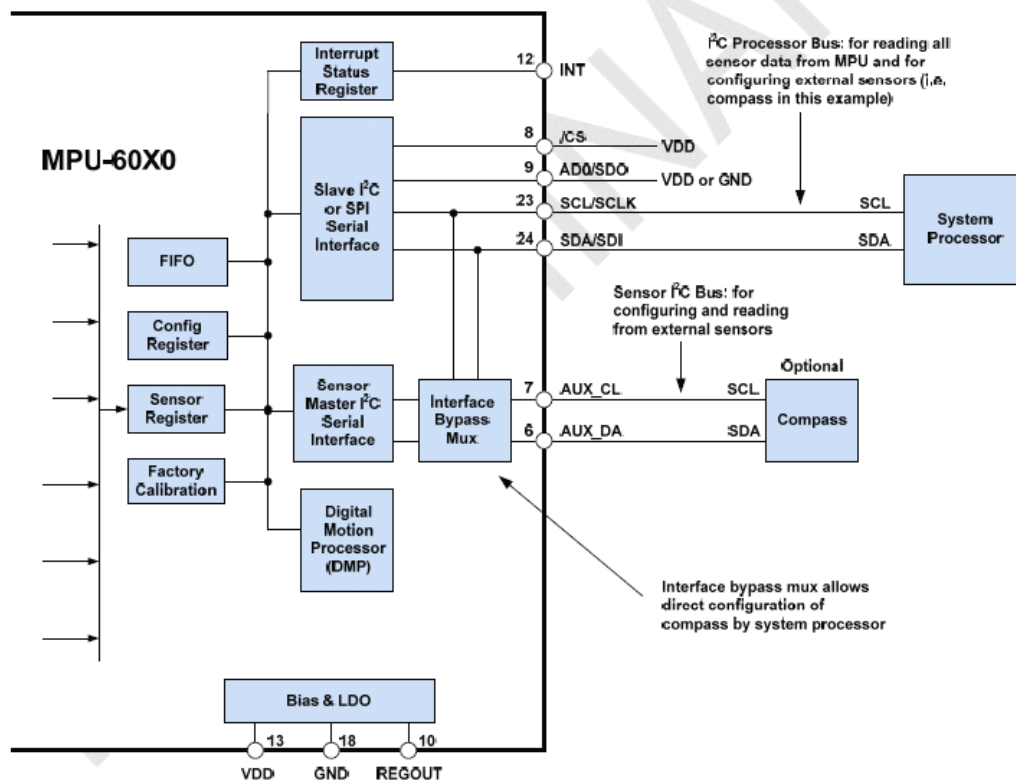 Interrupt
Status
Register
12
INT
I²C Processor Bus: for reading all
sensor data from MPU and for
configuring external sensors (i.e.
compass in this example)
MPU-60X0
Slave I²C
or SPI
Serial
Interface
8
/CS
VDD
9
AD0/SDO
VDD or GND
23
SCL/SCLK
SCL
24
SDA/SDI
SDA
System
Processor
FIFO
Config
Register
Sensor
Register
Factory
Calibration
Sensor I²C Bus: for
configuring and reading
from external sensors
Sensor
Master I²C
Serial
Interface
Interface
Bypass
Mux
7
AUX_CL
SCL
6
AUX_DA
SDA
Optional
Compass
Digital
Motion
Processor
(DMP)
Interface bypass mux allows
direct configuration of
compass by system processor
Bias & LDO
13
18
10
VDD
GND
REGOUT